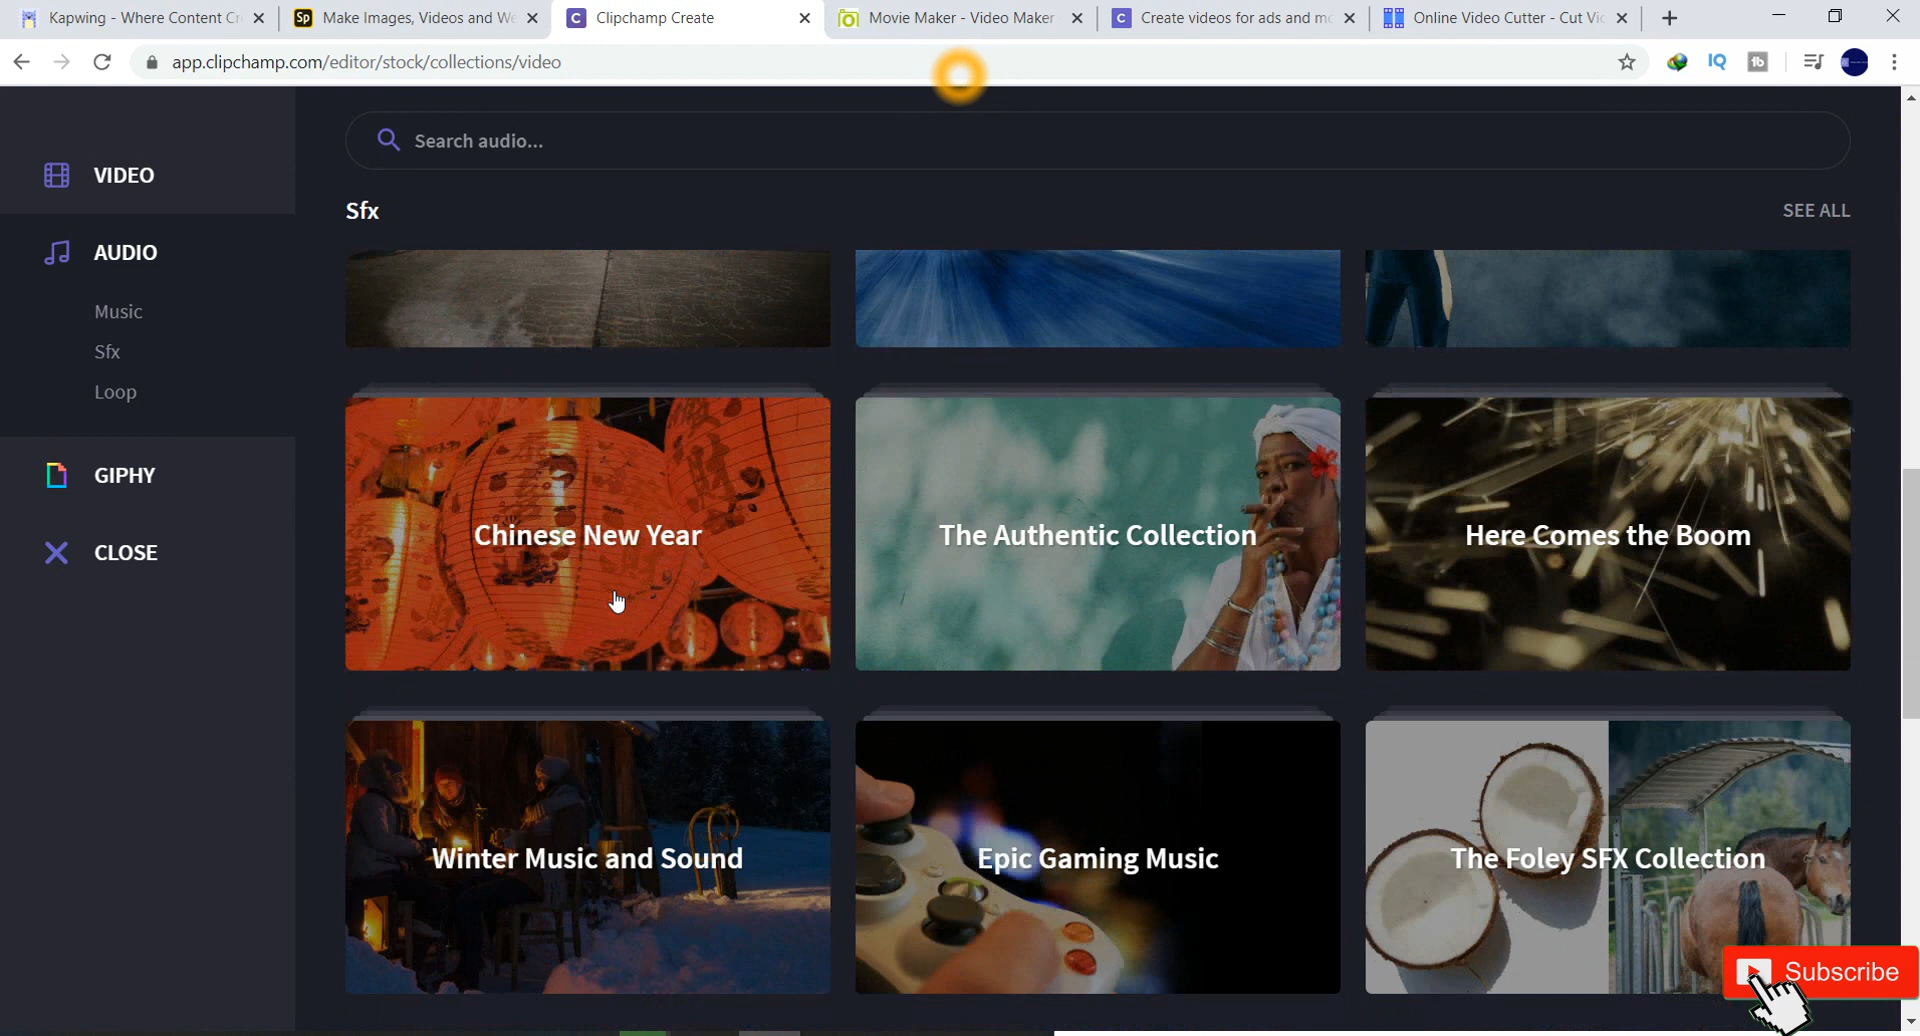 Kapwing - Where Content Cr
Make Images, Videos and We
Clipchamp Create
Movie Maker - Video Maker
Create videos for ads and mo
Online Video Cutter - Cut Vid
app.clipchamp.com/editor/stock/collections/video
Search audio...
VIDEO
Sfx
SEE ALL
AUDIO
Music
Sfx
Loop
GIPHY
CLOSE
Chinese New Year
The Authentic Collection
Here Comes the Boom
Winter Music and Sound
Epic Gaming Music
The Foley SFX Collection
Subscribe